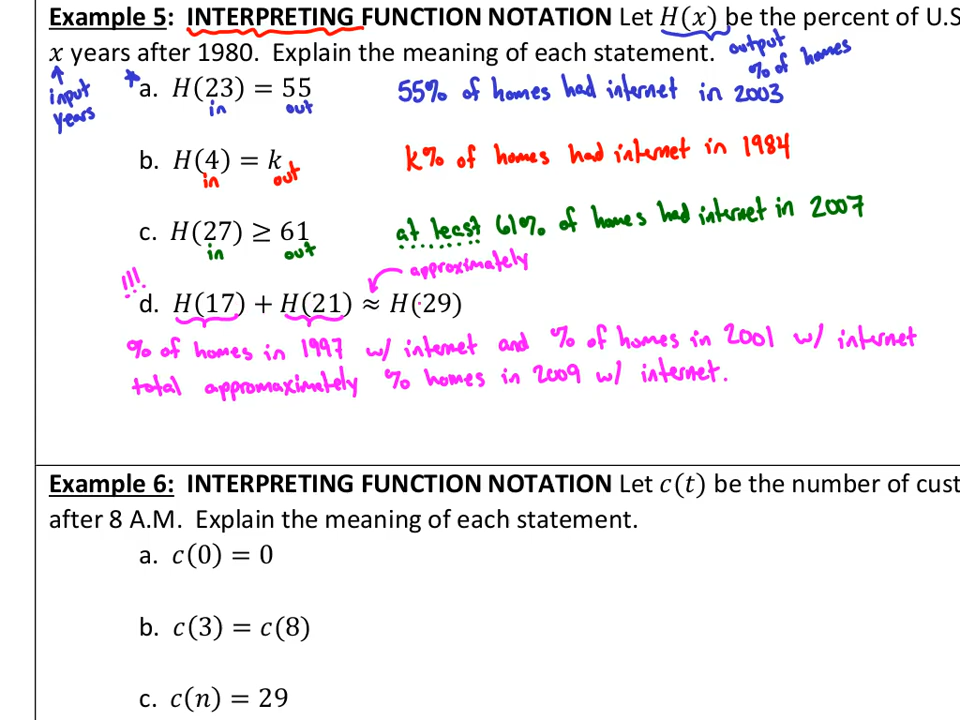 Example 5: INTERPRETING FUNCTION NOTATION Let H(x) be the percent of U.S
x years after 1980. Explain the meaning of each statement. output % of homes
input years
* a. H(23) = 55 55% of homes had internet in 2003
in out
b. H(4) = k k% of homes had internet in 1984
in out
c. H(27) ≥ 61 at least 61% of homes had internet in 2007
in out
approximately
!!!
d. H(17) + H(21) ≈ H(29)
% of homes in 1997 w/ internet and % of homes in 2001 w/ internet
total appromaximately % homes in 2009 w/ internet.
Example 6: INTERPRETING FUNCTION NOTATION Let c(t) be the number of cust
after 8 A.M. Explain the meaning of each statement.
a. c(0) = 0
b. c(3) = c(8)
c. c(n) = 29